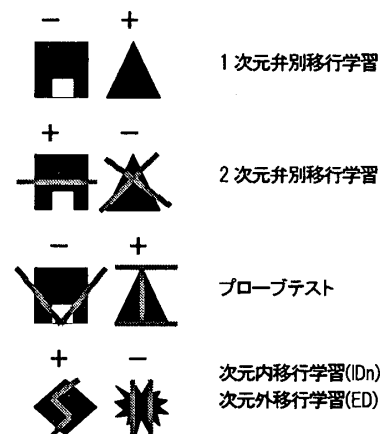 − +
1 次元弁別移行学習
+ −
2 次元弁別移行学習
− +
プローブテスト
+ −
次元内移行学習(IDn)
次元外移行学習(ED)